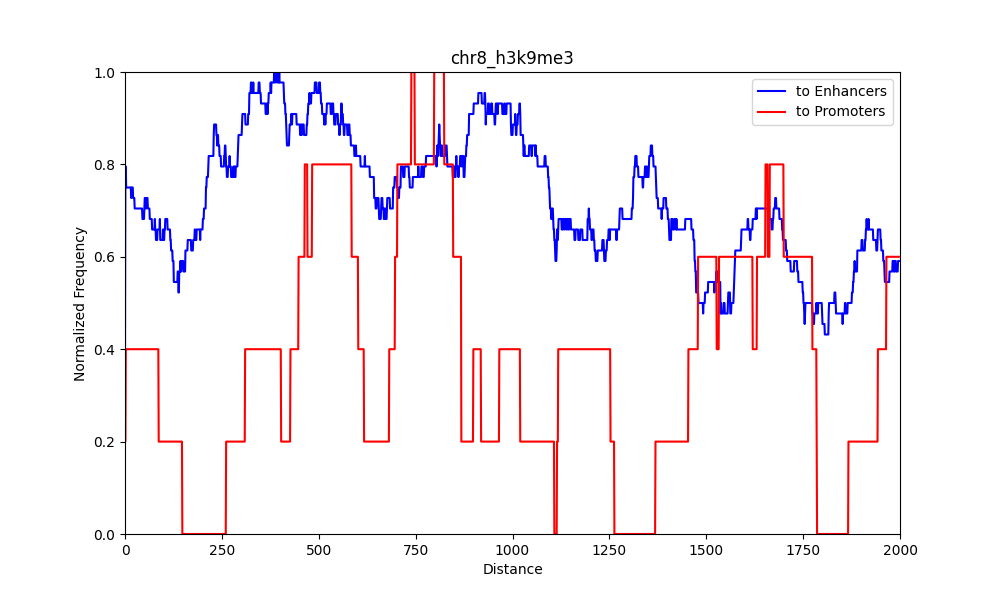 chr8_h3k9me3
to Enhancers
to Promoters
Normalized Frequency
1.0
0.8
0.6
0.4
0.2
0.0
0 250 500 750 1000 1250 1500 1750 2000
Distance